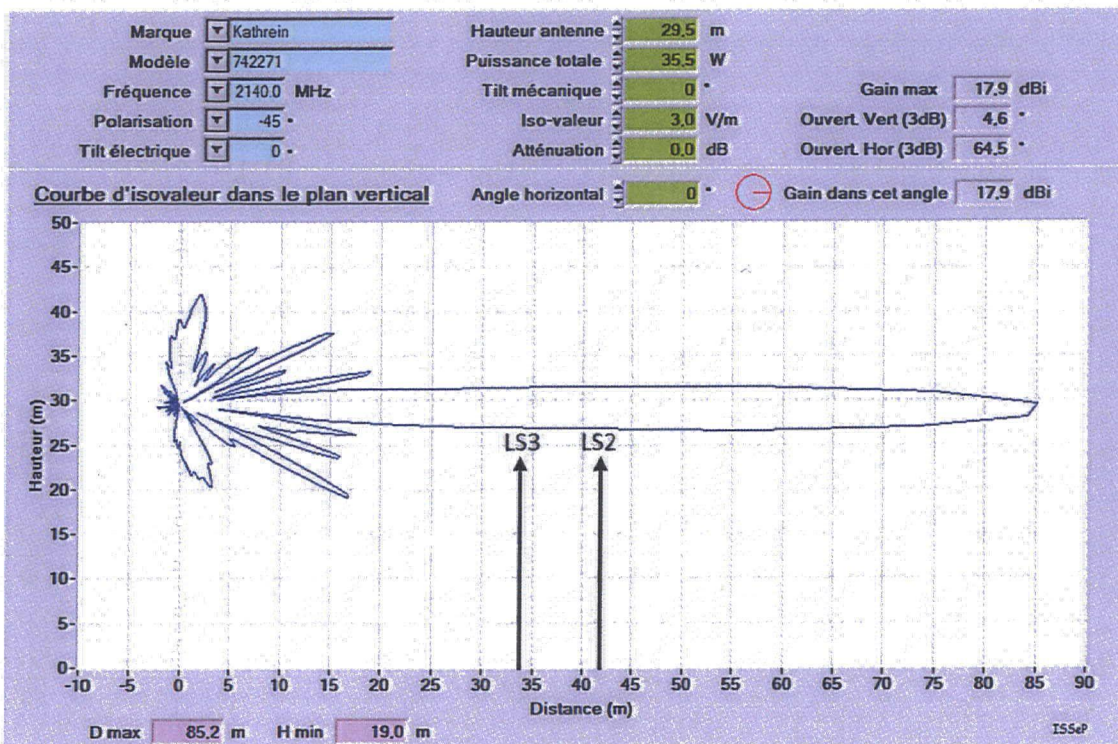 Marque Kathrein Hauteur antenne 29,5 m
Modèle 742271 Puissance totale 35,5 W
Fréquence 2140.0 MHz Tilt mécanique 0 ° Gain max 17,9 dBi
Polarisation -45 ° Iso-valeur 3,0 V/m Ouvert. Vert (3dB) 4,6 °
Tilt électrique 0 ° Atténuation 0,0 dB Ouvert. Hor (3dB) 64,5 °
Courbe d'isovaleur dans le plan vertical Angle horizontal 0 ° Gain dans cet angle 17,9 dBi
50
45
40
35
30
25
20
15
10
5
0
Hauteur (m)
LS3 LS2
-10 -5 0 5 10 15 20 25 30 35 40 45 50 55 60 65 70 75 80 85 90
Distance (m)
D max 85,2 m H min 19,0 m ISSeP